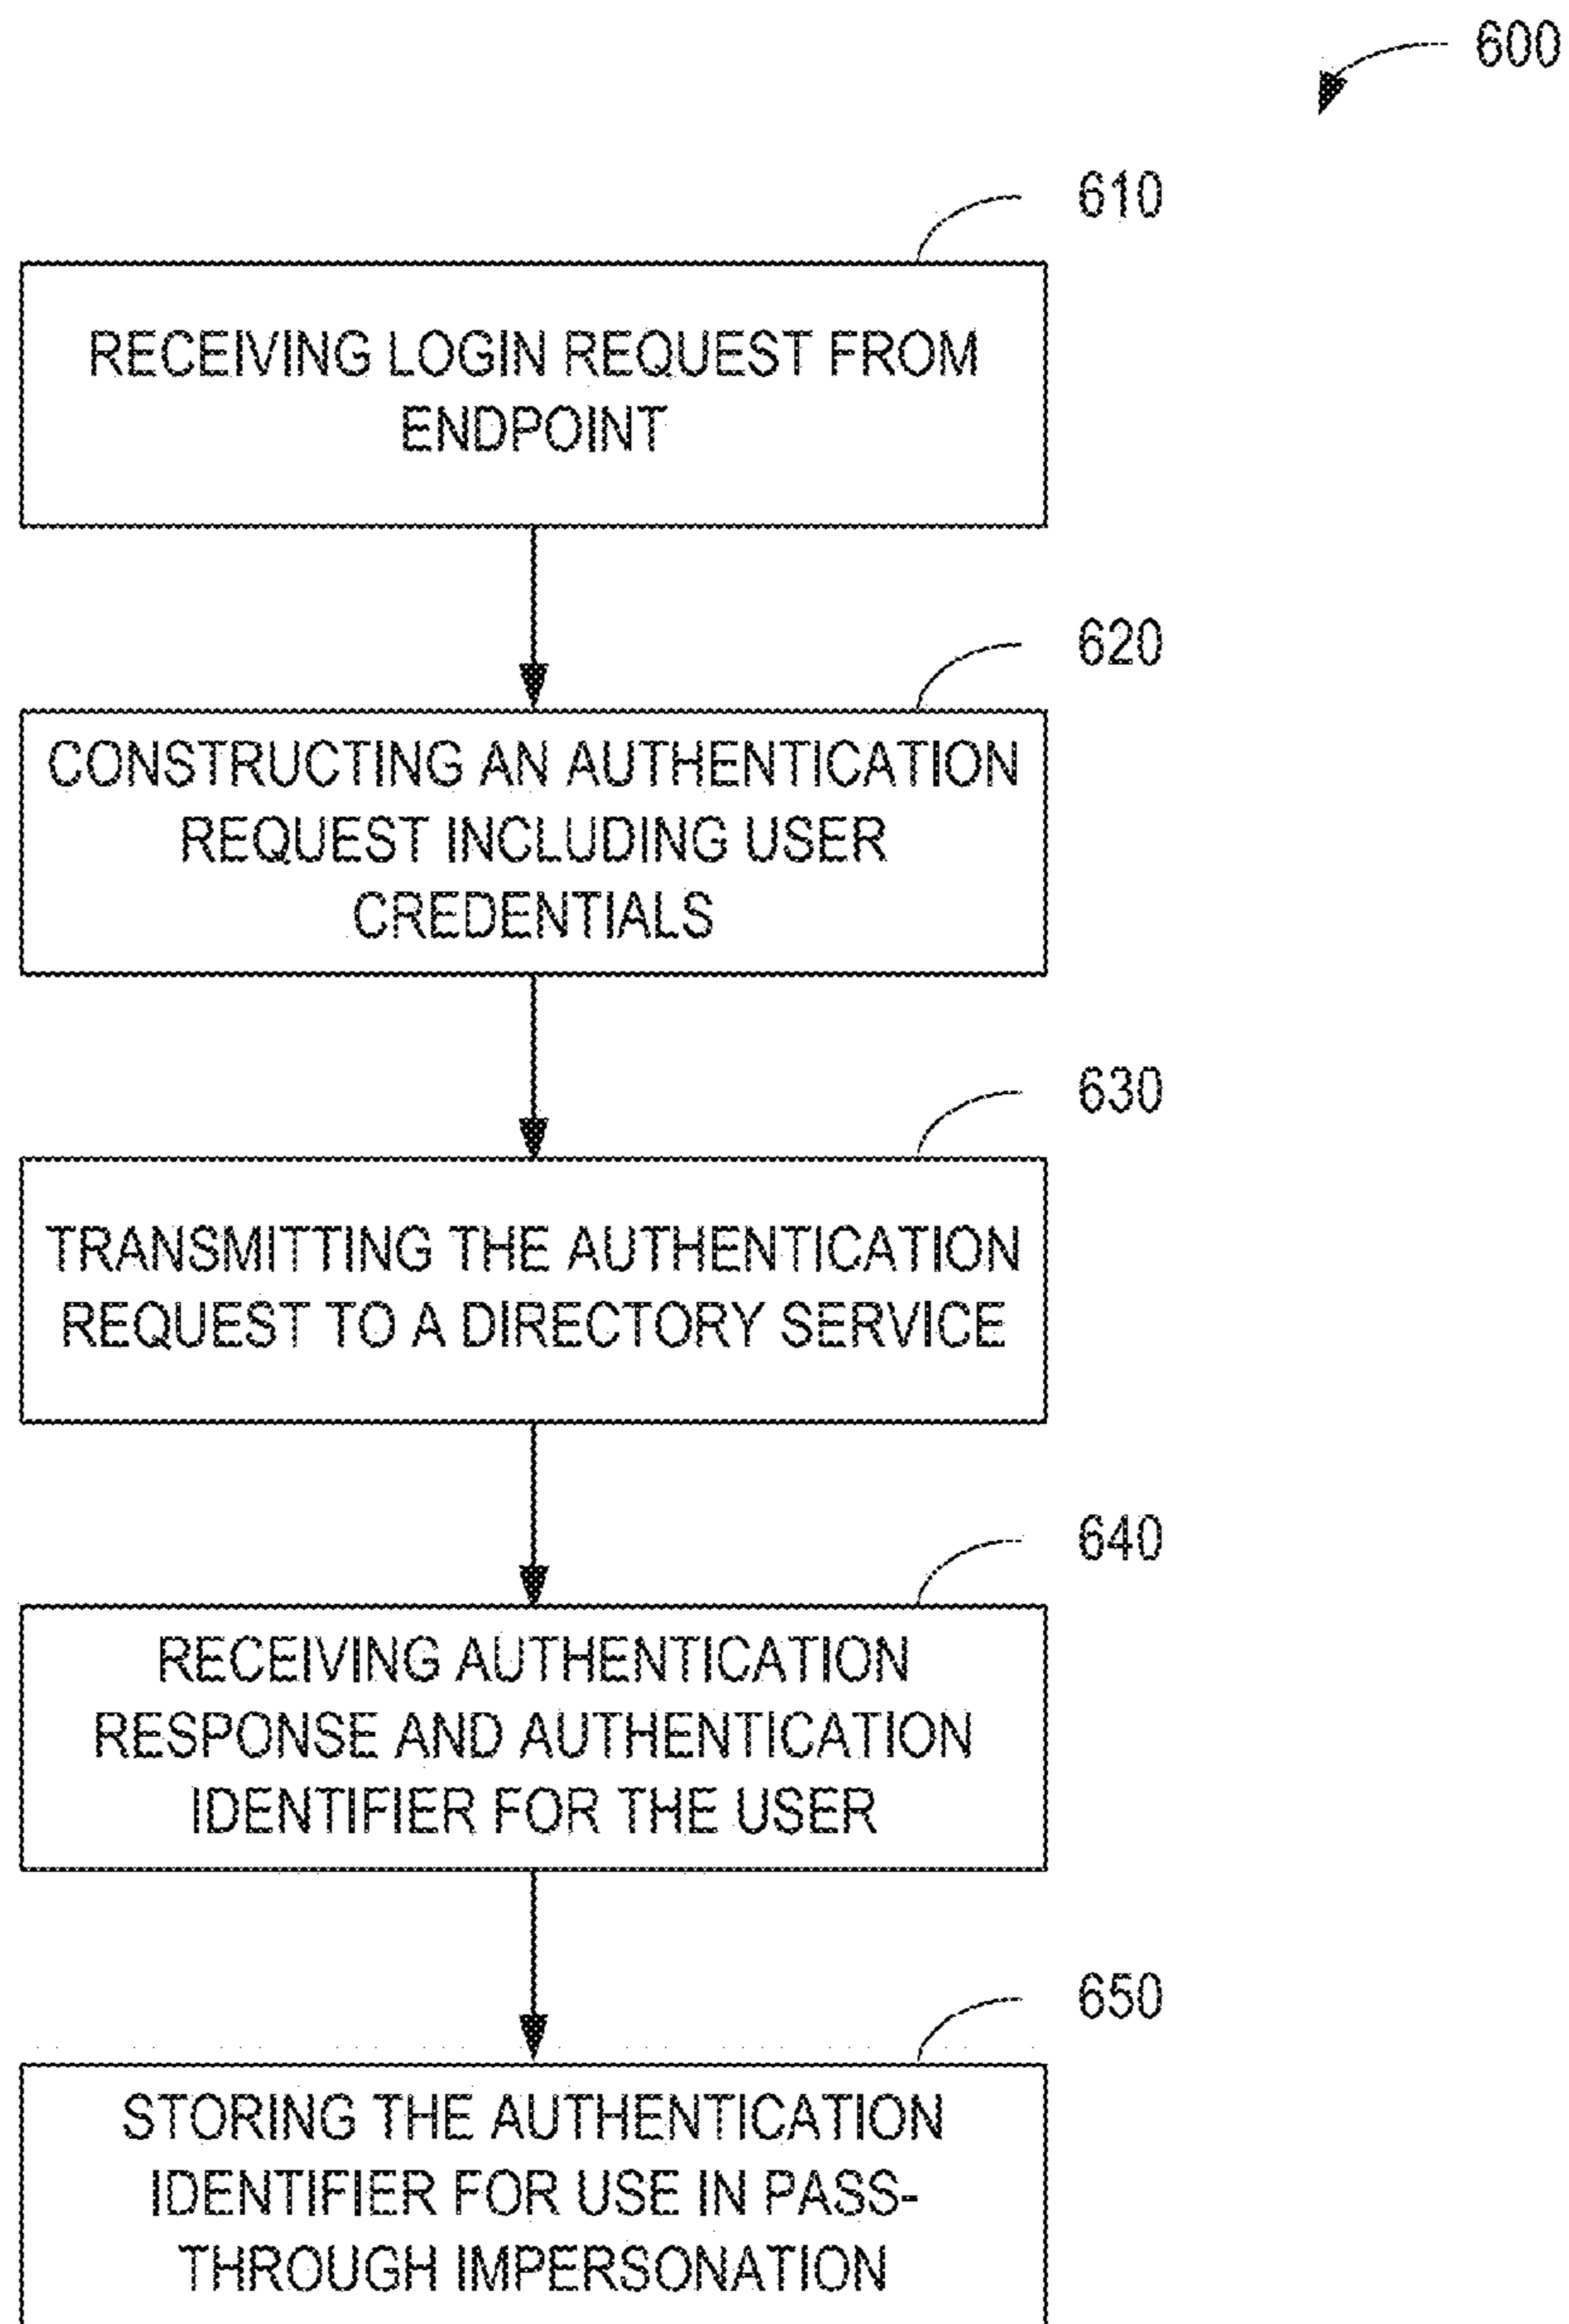 600
610
RECEIVING LOGIN REQUEST FROM
ENDPOINT
620
CONSTRUCTING AN AUTHENTICATION
REQUEST INCLUDING USER
CREDENTIALS
630
TRANSMITTING THE AUTHENTICATION
REQUEST TO A DIRECTORY SERVICE
640
RECEIVING AUTHENTICATION
RESPONSE AND AUTHENTICATION
IDENTIFIER FOR THE USER
650
STORING THE AUTHENTICATION
IDENTIFIER FOR USE IN PASS-
THROUGH IMPERSONATION